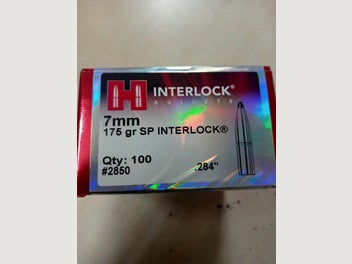 H INTERLOCK®
BULLETS
7mm
175 gr SP INTERLOCK®
Qty: 100
#2850 .284"